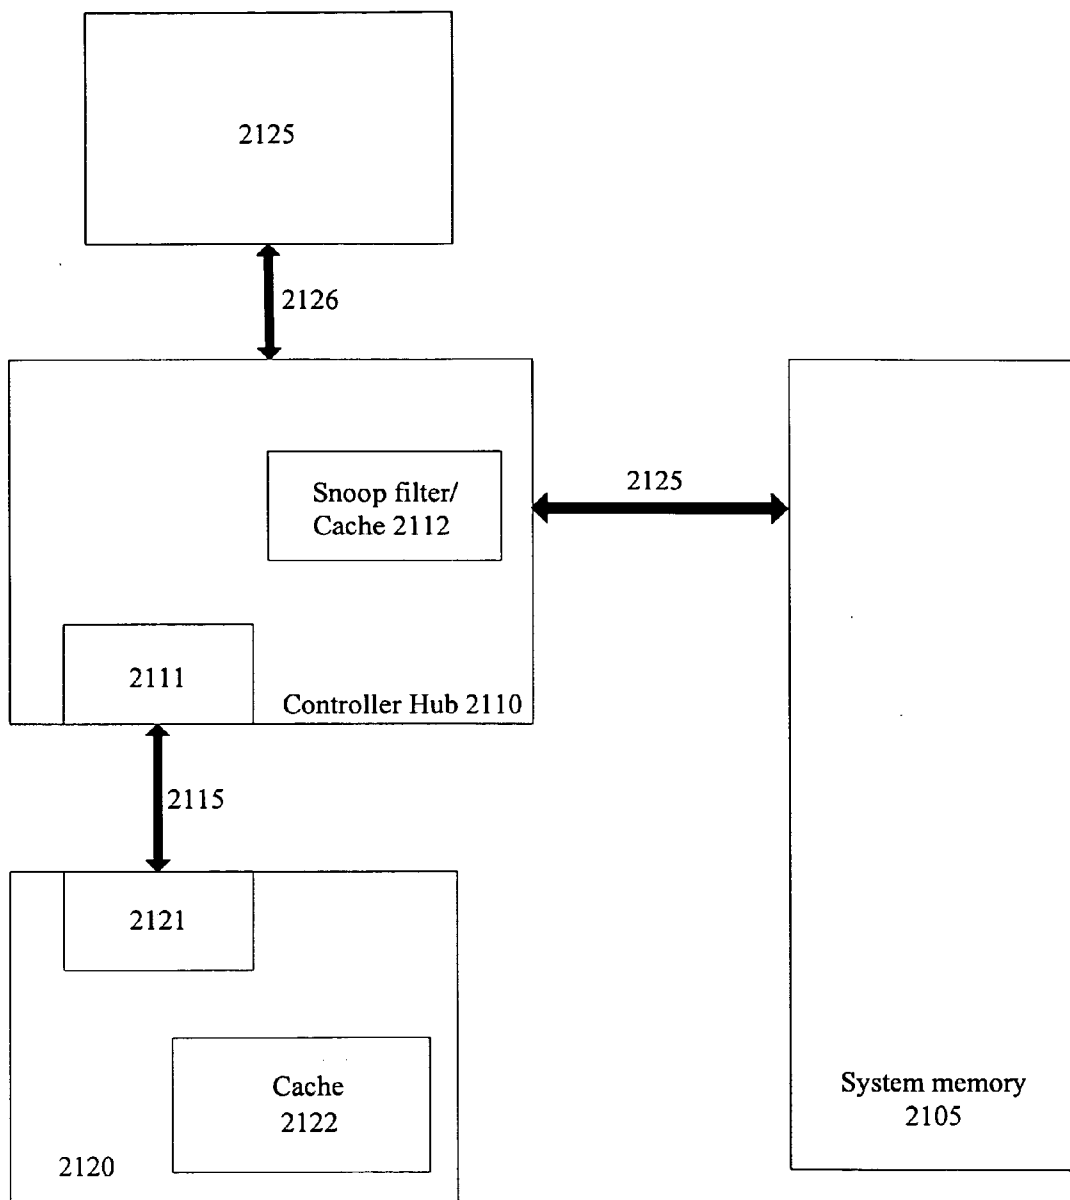 2125
2126
Snoop filter/
Cache 2112
2125
2111
Controller Hub 2110
2115
2121
Cache
2122
2120
System memory
2105